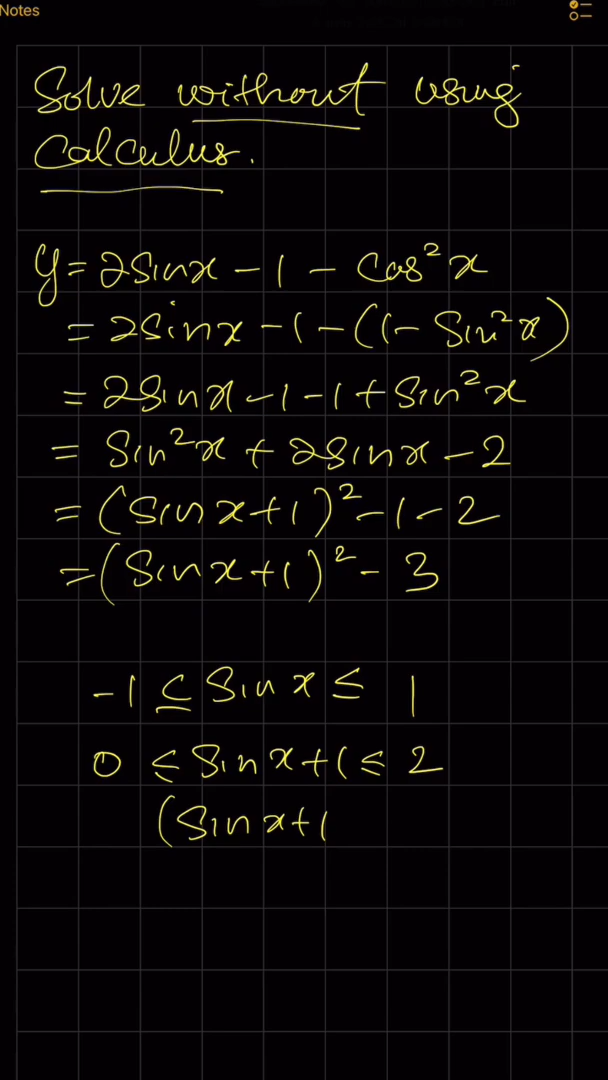 Notes
Solve without using
Calculus.
y = 2sinx - 1 - Cos²x
= 2sinx - 1 - (1 - Sin²x)
= 2sinx - 1 - 1 + Sin²x
= Sin²x + 2sinx - 2
= (sinx+1)² - 1 - 2
= (sinx+1)² - 3
-1 ≤ Sinx ≤ 1
0 ≤ Sinx+1 ≤ 2
(Sinx+1